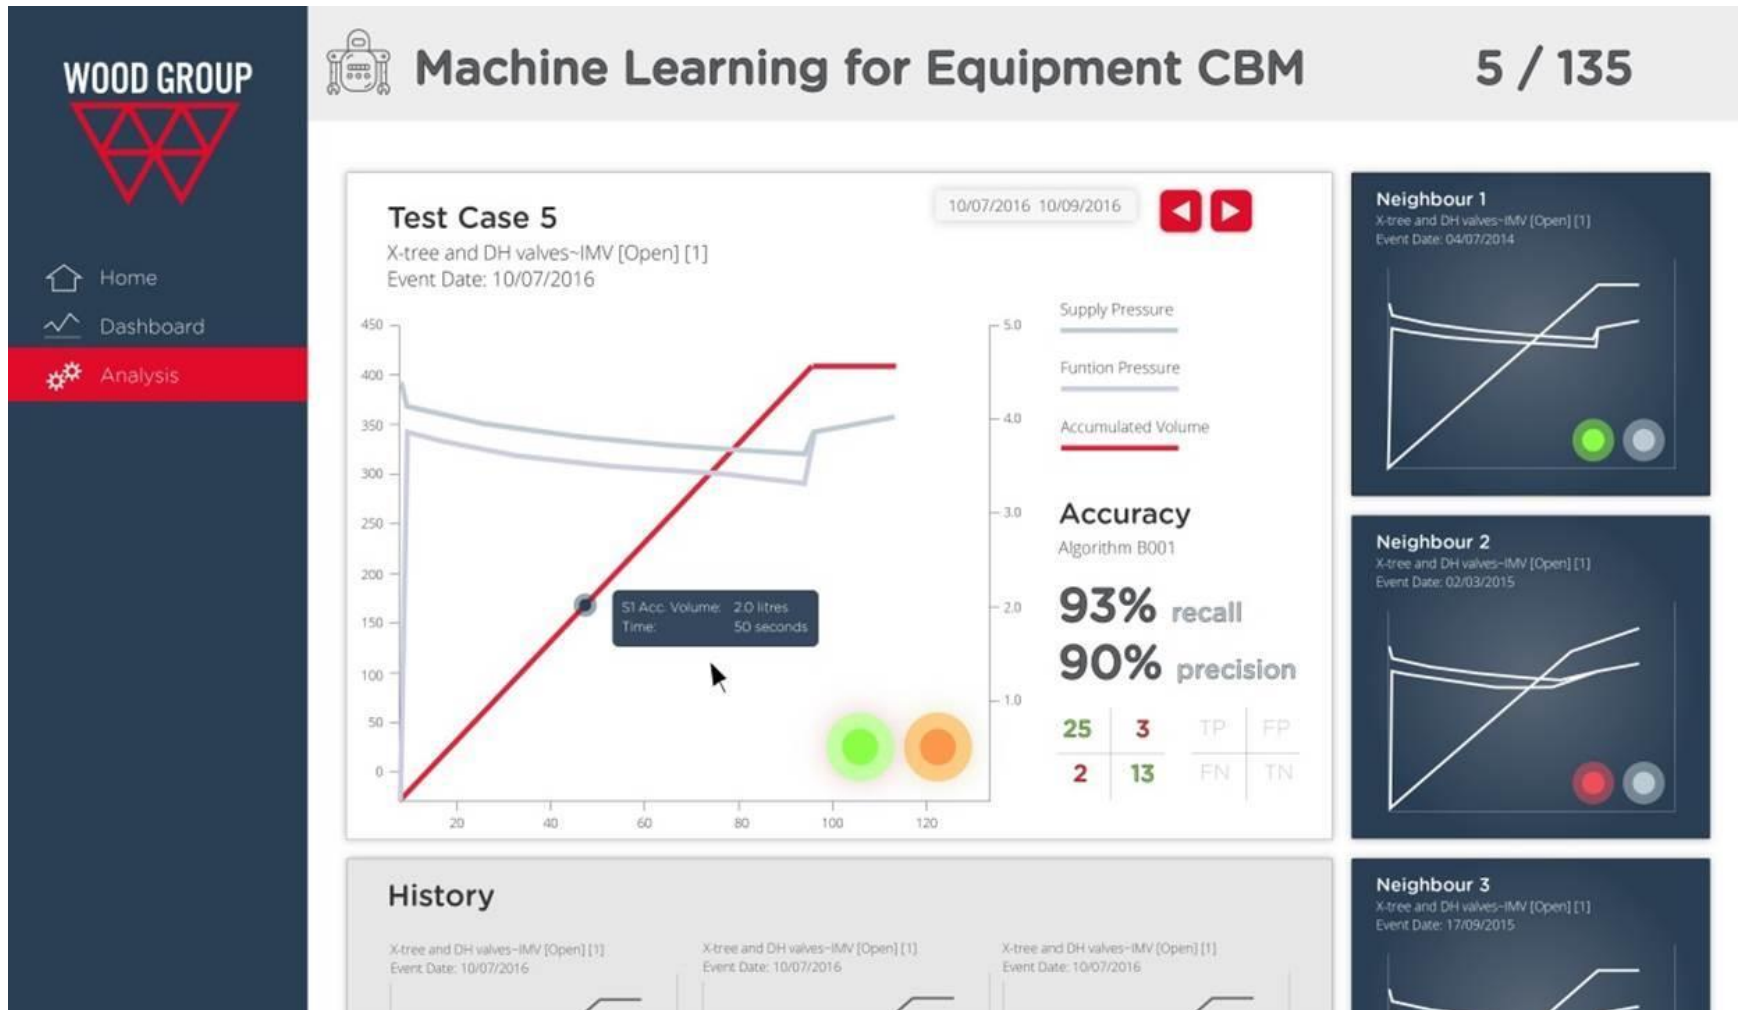 WOOD GROUP
Machine Learning for Equipment CBM
5 / 135
Home
Dashboard
Analysis
Test Case 5
X-tree and DH valves~IMV [Open] [1]
Event Date: 10/07/2016
10/07/2016 10/09/2016
450
400
350
300
250
200
150
100
50
0
5.0
4.0
3.0
2.0
1.0
20
40
60
80
100
120
S1 Acc. Volume: 2.0 litres
Time: 50 seconds
Supply Pressure
Funtion Pressure
Accumulated Volume
Accuracy
Algorithm B001
93% recall
90% precision
25 3 TP FP
2 13 FN TN
Neighbour 1
X-tree and DH valves~IMV [Open] [1]
Event Date: 04/07/2014
Neighbour 2
X-tree and DH valves~IMV [Open] [1]
Event Date: 02/03/2015
Neighbour 3
X-tree and DH valves~IMV [Open] [1]
Event Date: 17/09/2015
History
X-tree and DH valves~IMV [Open] [1]
Event Date: 10/07/2016
X-tree and DH valves~IMV [Open] [1]
Event Date: 10/07/2016
X-tree and DH valves~IMV [Open] [1]
Event Date: 10/07/2016